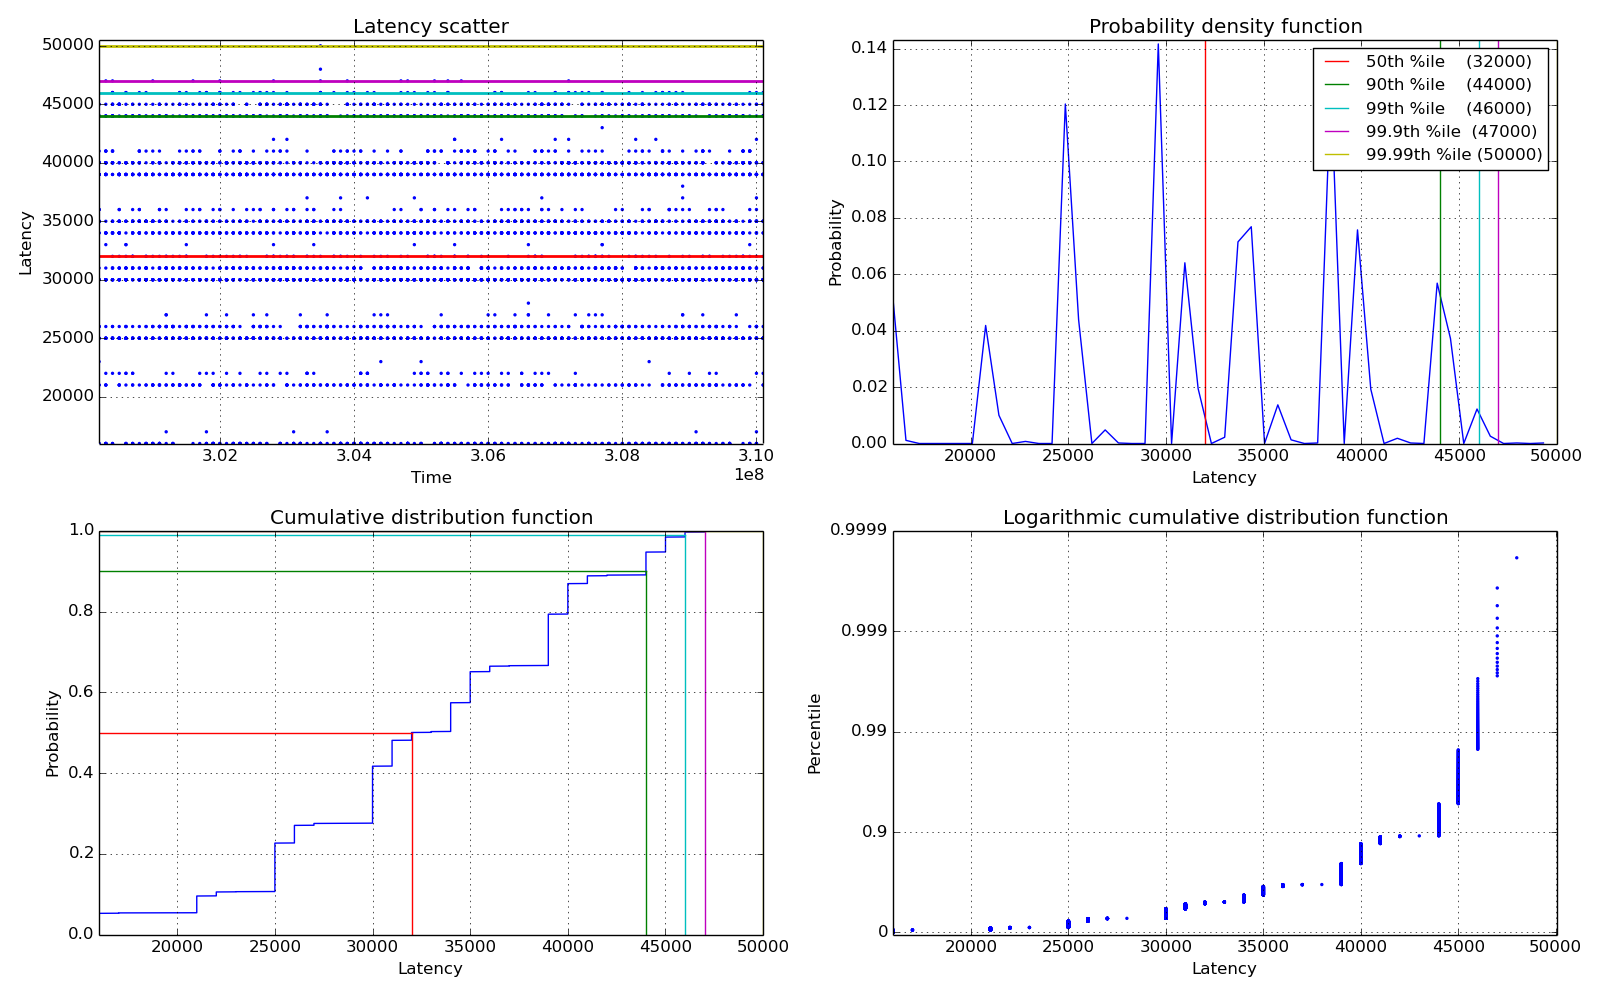 Latency scatter
50000
45000
40000
35000
30000
25000
20000
Latency
3.02
3.04
3.06
3.08
3.10
1e8
Time
Probability density function
0.14
0.12
0.10
0.08
0.06
0.04
0.02
0.00
Probability
50th %ile (32000)
90th %ile (44000)
99th %ile (46000)
99.9th %ile (47000)
99.99th %ile (50000)
20000
25000
30000
35000
40000
45000
50000
Latency
Cumulative distribution function
1.0
0.8
0.6
0.4
0.2
0.0
Probability
20000
25000
30000
35000
40000
45000
50000
Latency
Logarithmic cumulative distribution function
0.9999
0.999
0.99
0.9
0
Percentile
20000
25000
30000
35000
40000
45000
50000
Latency